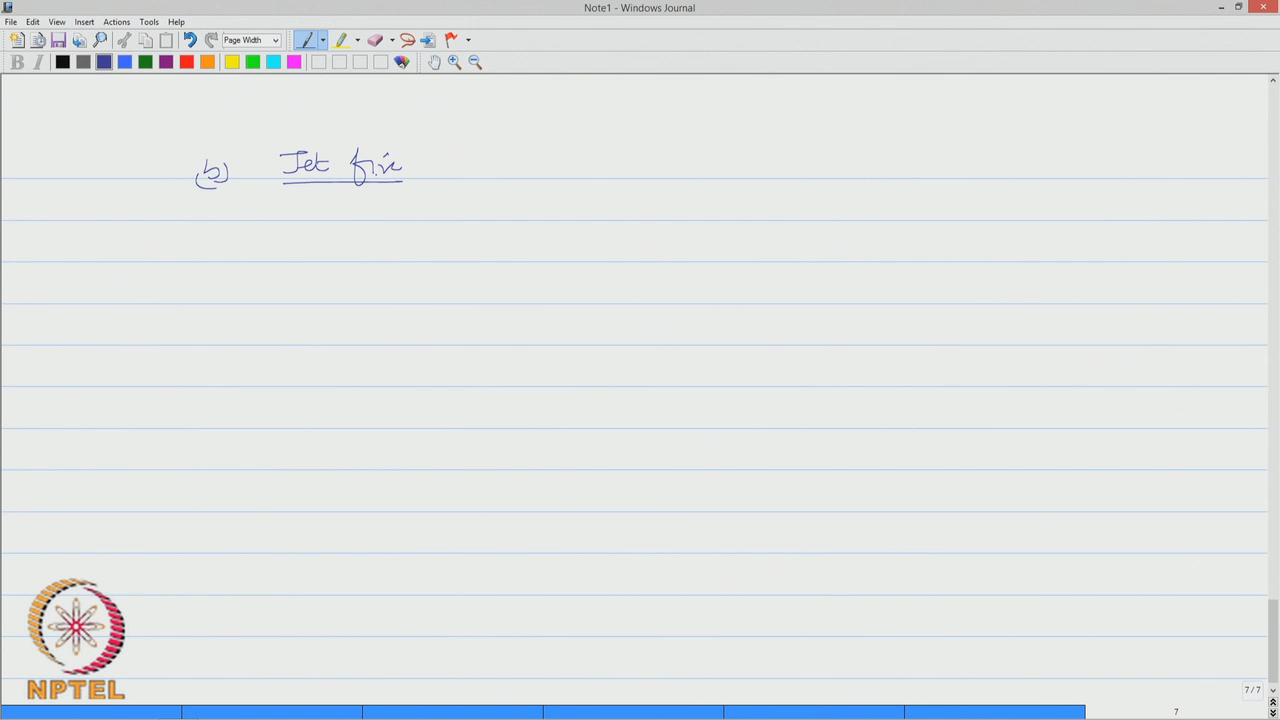 Note1 - Windows Journal
File Edit View Insert Actions Tools Help
Page Width
B I
b) Jet fire
NPTEL
7 / 7
7